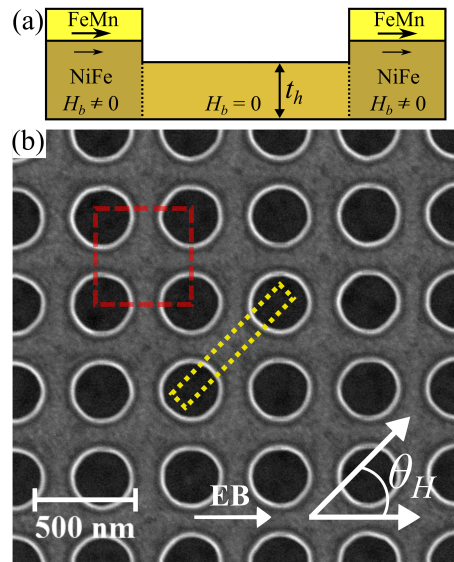 (a)
FeMn FeMn
NiFe NiFe
H_b ≠ 0 H_b = 0 t_h H_b ≠ 0
(b)
θ_H
EB
500 nm